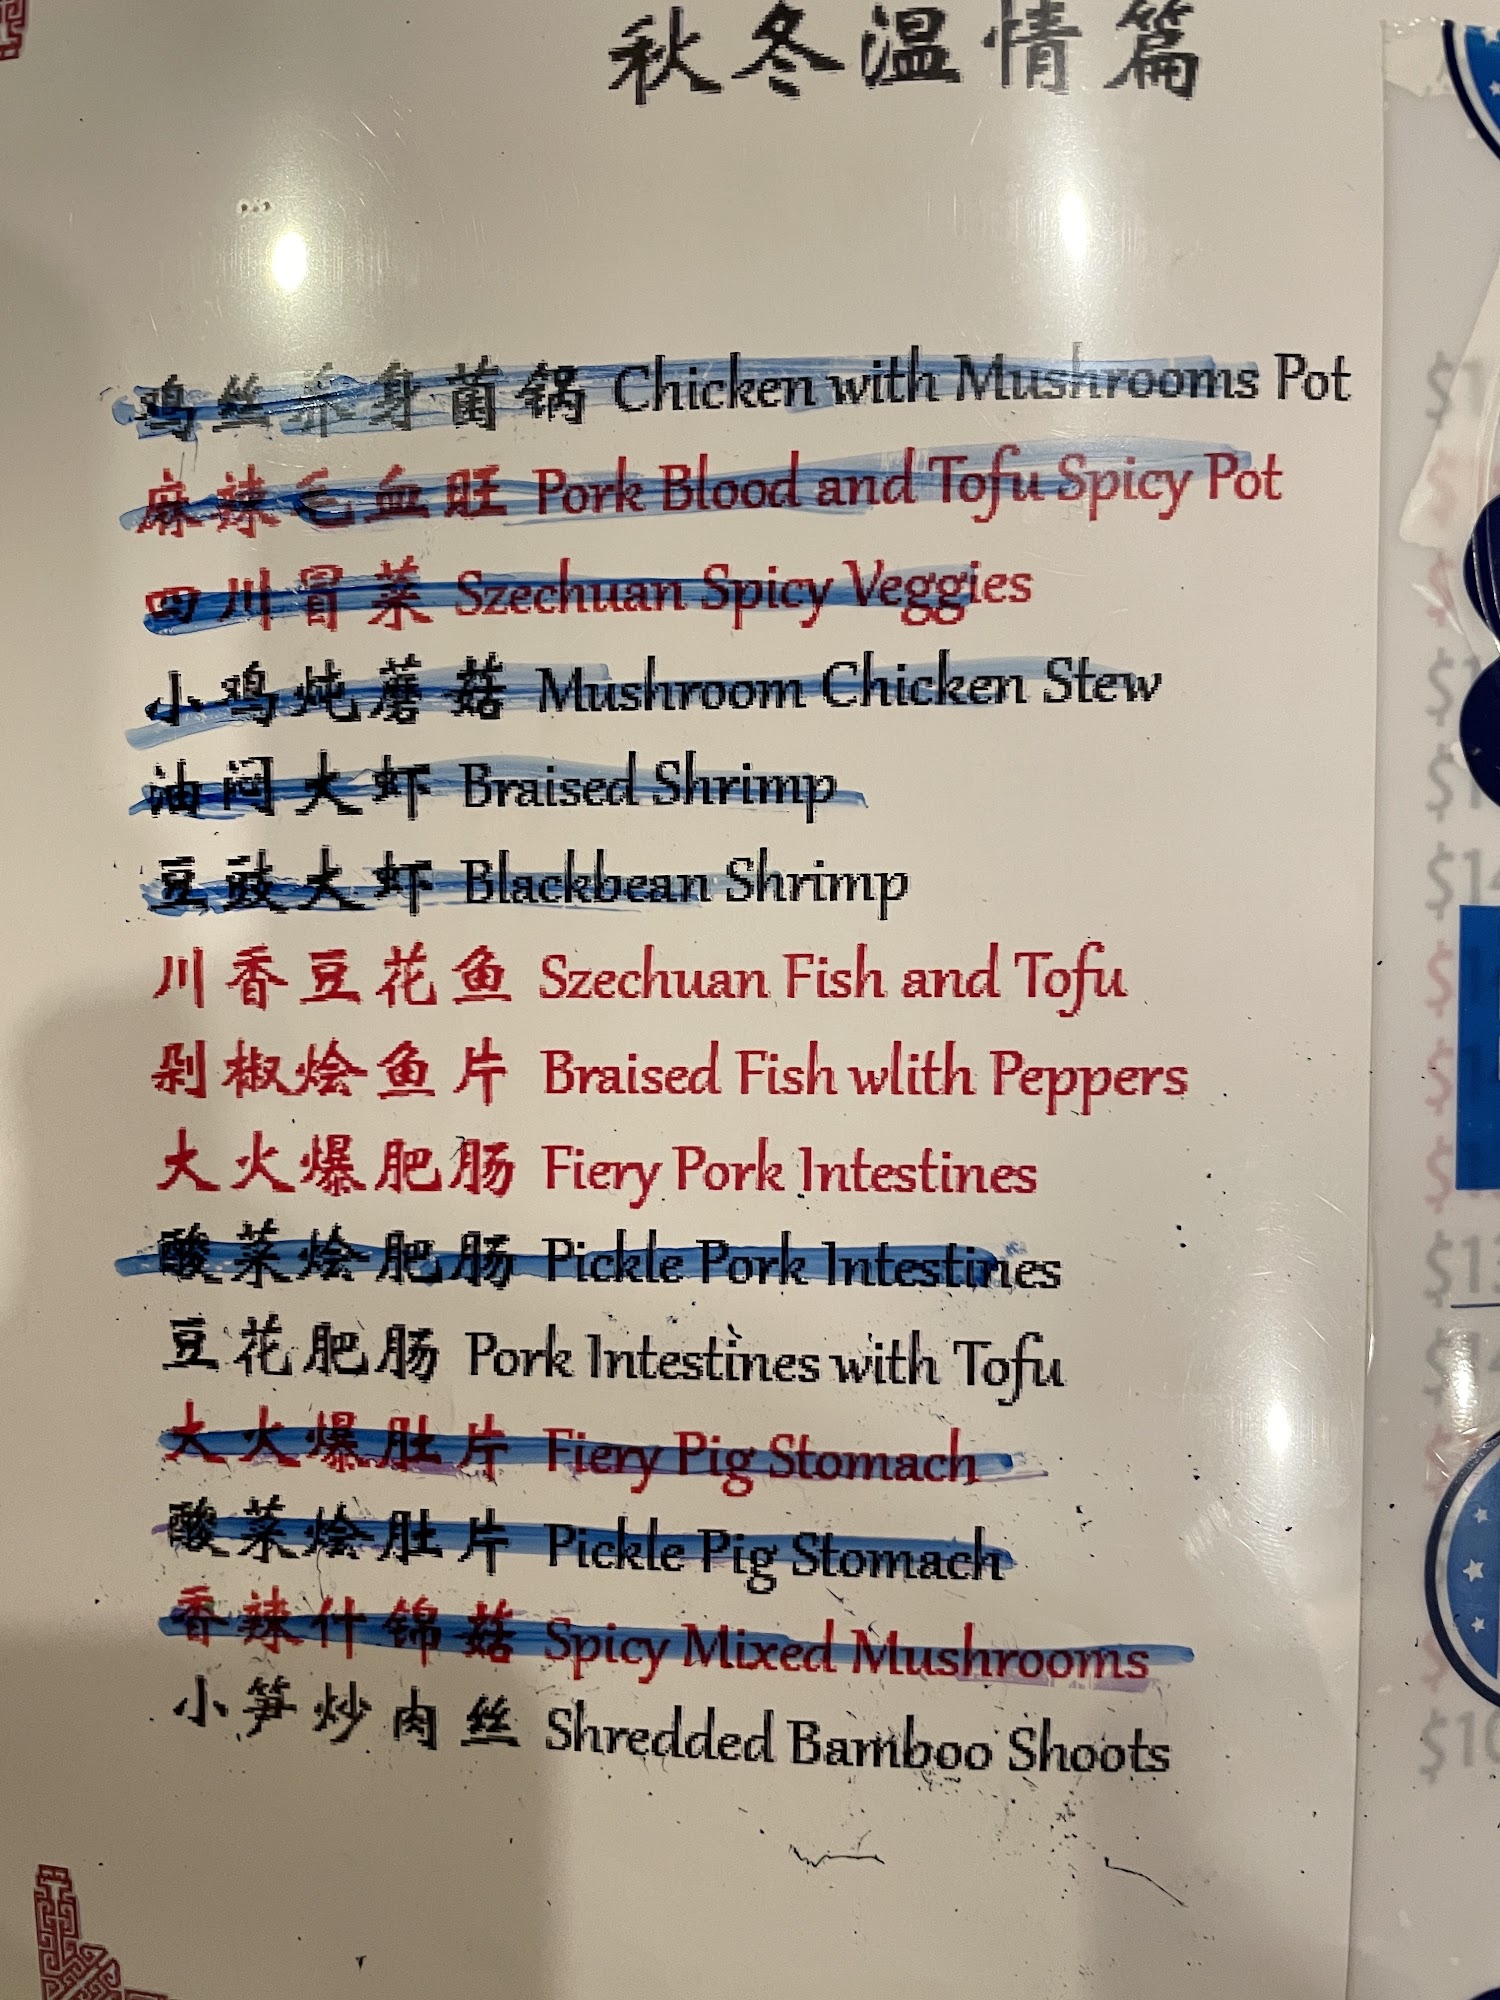 秋冬温情篇
鸡丝茶身菌锅 Chicken with Mushrooms Pot
麻辣毛血旺 Pork Blood and Tofu Spicy Pot
四川冒菜 Szechuan Spicy Veggies
小鸡炖蘑菇 Mushroom Chicken Stew
油闷大虾 Braised Shrimp
豆豉大虾 Blackbean Shrimp
川香豆花鱼 Szechuan Fish and Tofu
剁椒烩鱼片 Braised Fish wlith Peppers
大火爆肥肠 Fiery Pork Intestines
酸菜烩肥肠 Pickle Pork Intestines
豆花肥肠 Pork Intestines with Tofu
大火爆肚片 Fiery Pig Stomach
酸菜烩肚片 Pickle Pig Stomach
香辣什锦菇 Spicy Mixed Mushrooms
小笋炒肉丝 Shredded Bamboo Shoots